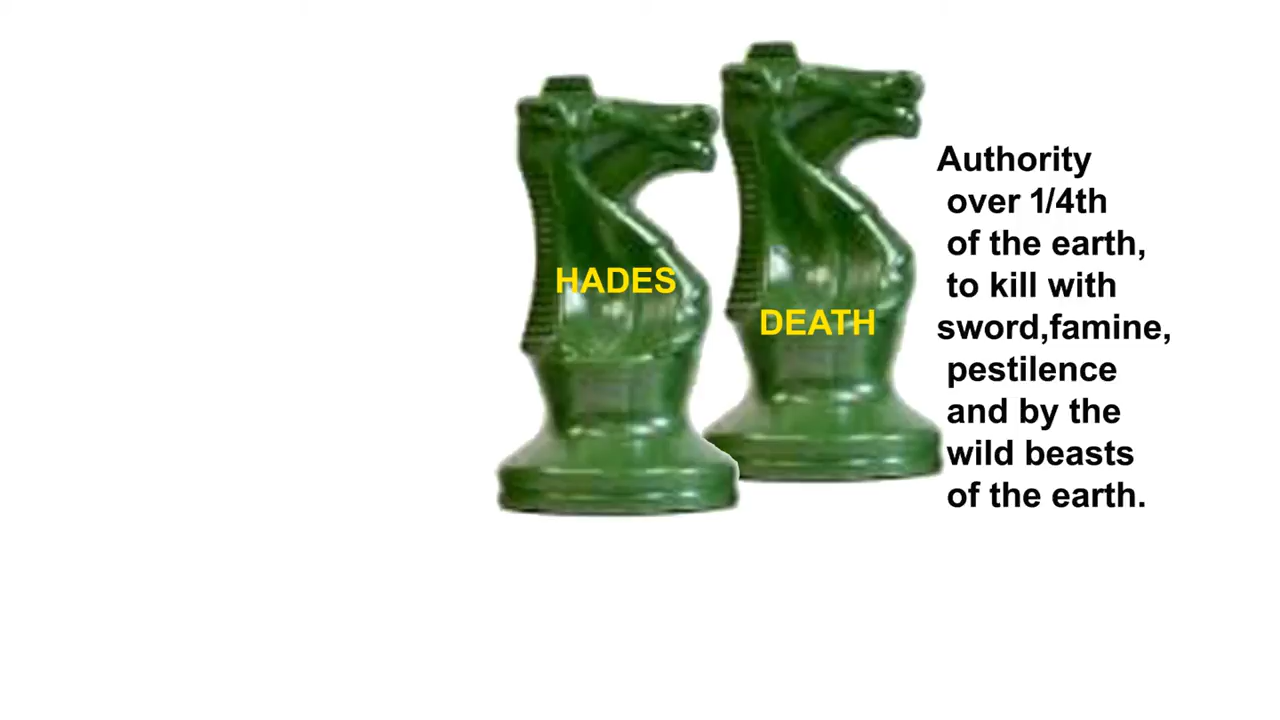 HADES
DEATH
Authority
over 1/4th
of the earth,
to kill with
sword,famine,
pestilence
and by the
wild beasts
of the earth.